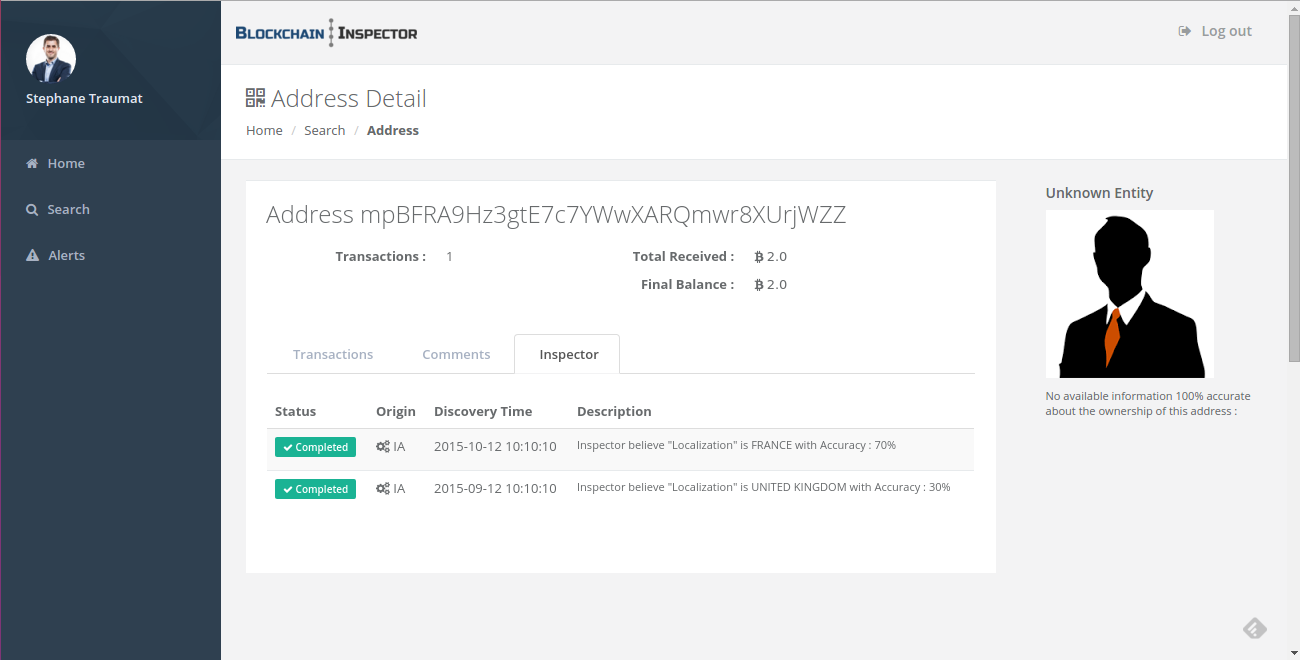 BLOCKCHAIN INSPECTOR
Log out
Stephane Traumat
Home
Search
Alerts
Address Detail
Home / Search / Address
Address mpBFRA9Hz3gtE7c7YWwXARQmwr8XUrjWZZ
Transactions : 1 Total Received : ₿ 2.0
Final Balance : ₿ 2.0
Transactions Comments Inspector
Status Origin Discovery Time Description
Completed IA 2015-10-12 10:10:10 Inspector believe "Localization" is FRANCE with Accuracy : 70%
Completed IA 2015-09-12 10:10:10 Inspector believe "Localization" is UNITED KINGDOM with Accuracy : 30%
Unknown Entity
No available information 100% accurate
about the ownership of this address :